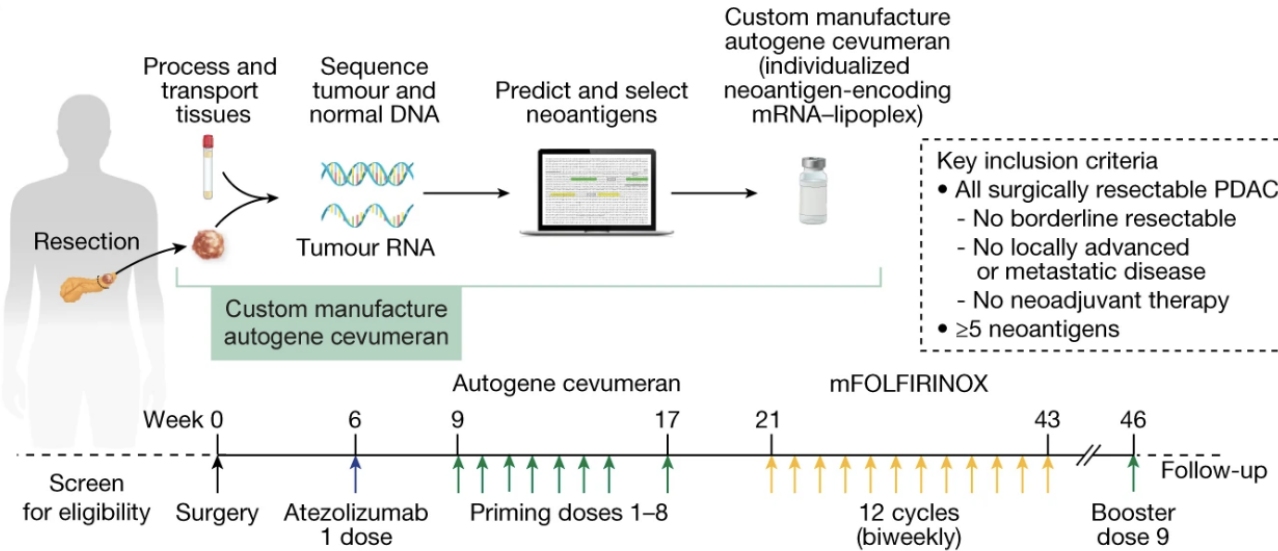 Process and
transport
tissues
Sequence
tumour and
normal DNA
Predict and select
neoantigens
Custom manufacture
autogene cevumeran
(individualized
neoantigen-encoding
mRNA–lipoplex)
Resection
Tumour RNA
Custom manufacture
autogene cevumeran
Key inclusion criteria
• All surgically resectable PDAC
- No borderline resectable
- No locally advanced
or metastatic disease
- No neoadjuvant therapy
• ≥5 neoantigens
Autogene cevumeran
mFOLFIRINOX
Week 0
6
9
17
21
43
46
Screen
for eligibility
Surgery
Atezolizumab
1 dose
Priming doses 1–8
12 cycles
(biweekly)
Booster
dose 9
Follow-up